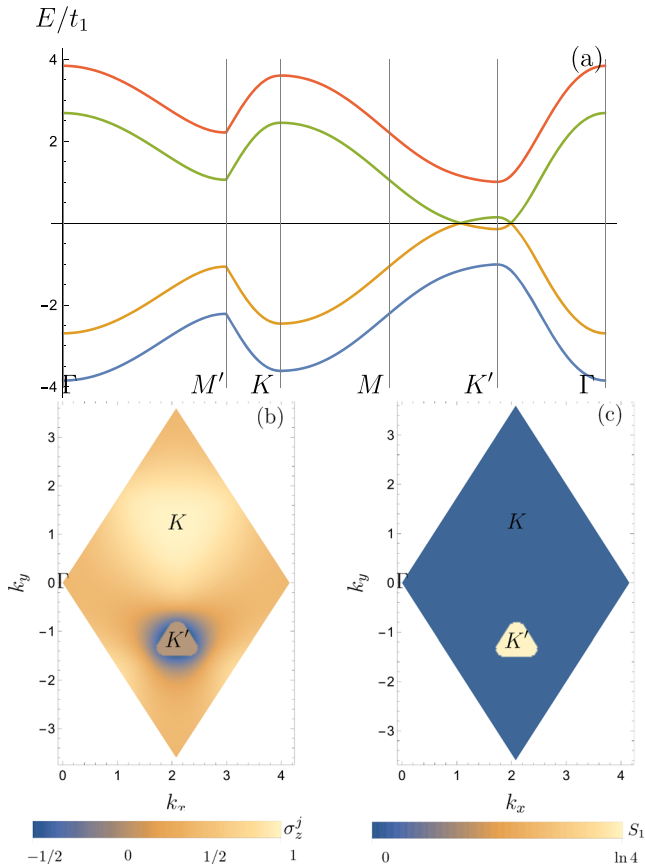 E/t₁
(a)
4
2
−2
−4
Γ M′ K M K′ Γ
(b)
3
2
1
0
−1
−2
−3
k_y
Γ
K
K′
0 1 2 3 4
k_x
σ_z^j
−1/2 0 1/2 1
(c)
3
2
1
0
−1
−2
−3
k_y
Γ
K
K′
0 1 2 3 4
k_x
S₁
0 ln 4